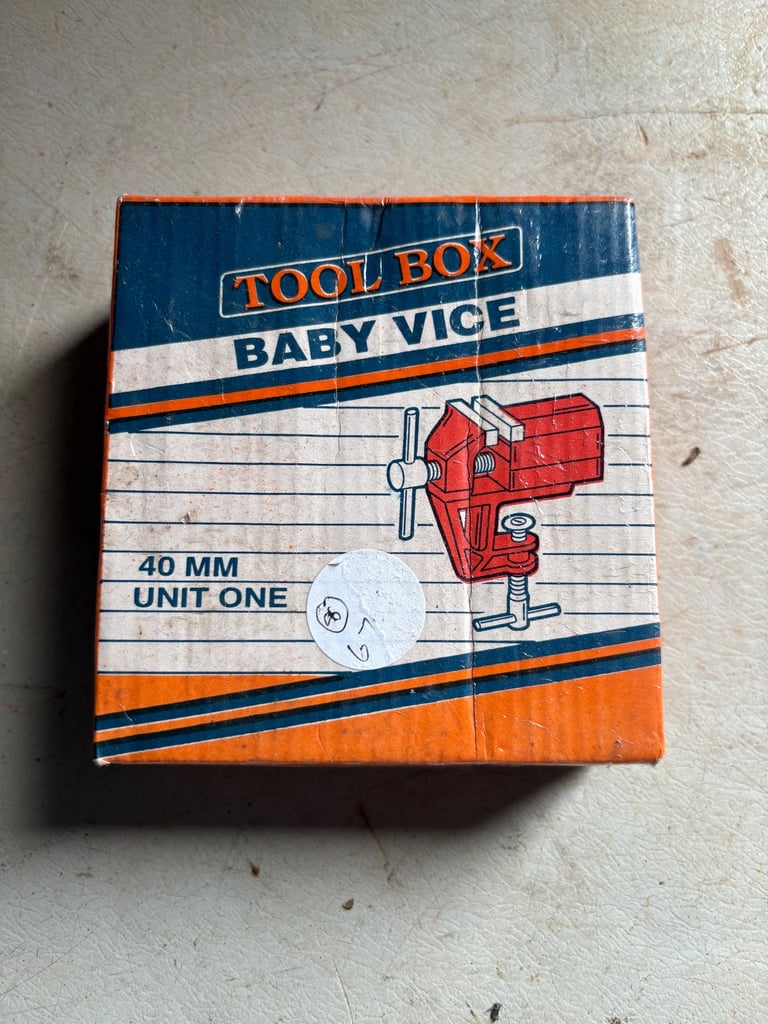 TOOL BOX
BABY VICE
40 MM
UNIT ONE